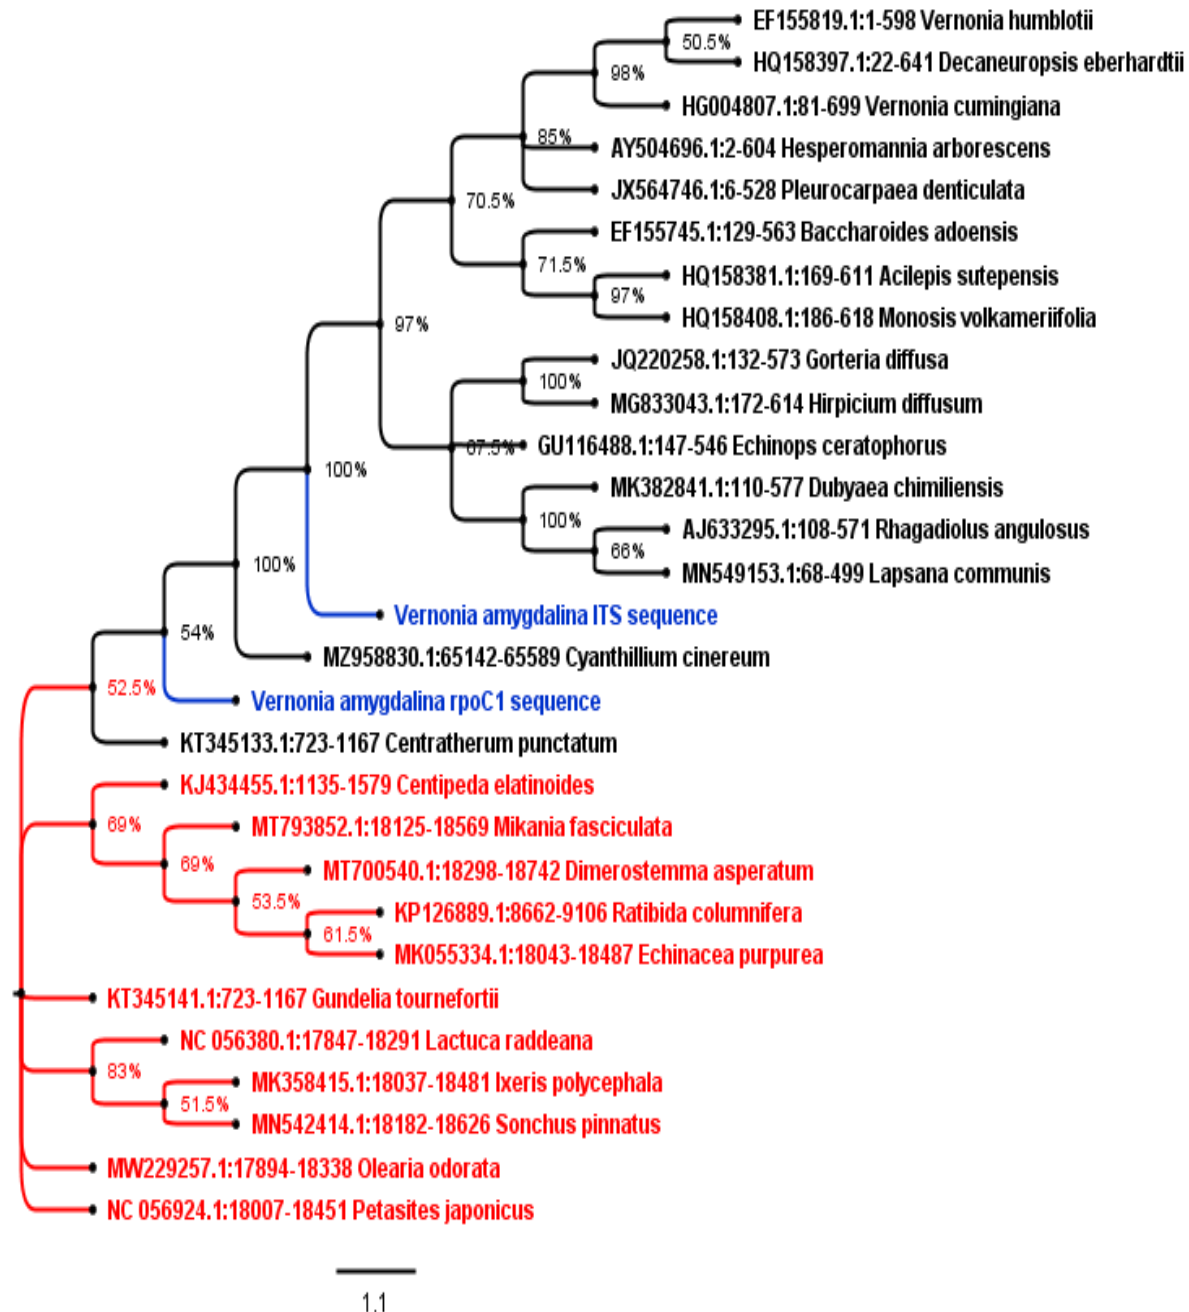 EF155819.1:1-598 Vernonia humblotii
50.5%
HQ158397.1:22-641 Decaneuropsis eberhardtii
98%
HG004807.1:81-699 Vernonia cumingiana
85%
AY504696.1:2-604 Hesperomannia arborescens
JX564746.1:6-528 Pleurocarpaea denticulata
70.5%
EF155745.1:129-563 Baccharoides adoensis
71.5%
HQ158381.1:169-611 Acilepis sutepensis
97%
HQ158408.1:186-618 Monosis volkameriifolia
97%
JQ220258.1:132-573 Gorteria diffusa
100%
MG833043.1:172-614 Hirpicium diffusum
GU116488.1:147-546 Echinops ceratophorus
100%
MK382841.1:110-577 Dubyaea chimiliensis
100%
AJ633295.1:108-571 Rhagadiolus angulosus
66%
MN549153.1:68-499 Lapsana communis
100%
Vernonia amygdalina ITS sequence
54%
MZ958830.1:65142-65589 Cyanthillium cinereum
52.5%
Vernonia amygdalina rpoC1 sequence
KT345133.1:723-1167 Centratherum punctatum
KJ434455.1:1135-1579 Centipeda elatinoides
69%
MT793852.1:18125-18569 Mikania fasciculata
69%
MT700540.1:18298-18742 Dimerostemma asperatum
53.5%
KP126889.1:8662-9106 Ratibida columnifera
61.5%
MK055334.1:18043-18487 Echinacea purpurea
KT345141.1:723-1167 Gundelia tournefortii
NC 056380.1:17847-18291 Lactuca raddeana
83%
MK358415.1:18037-18481 Ixeris polycephala
51.5%
MN542414.1:18182-18626 Sonchus pinnatus
MW229257.1:17894-18338 Olearia odorata
NC 056924.1:18007-18451 Petasites japonicus
1.1